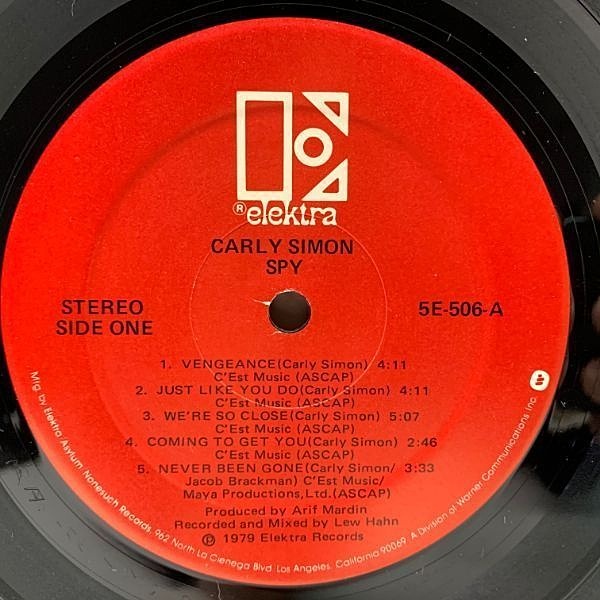 ® elektra
CARLY SIMON
SPY
STEREO
SIDE ONE
5E-506-A
1. VENGEANCE(Carly Simon) 4:11
C'Est Music (ASCAP)
2. JUST LIKE YOU DO(Carly Simon) 4:11
C'Est Music (ASCAP)
3. WE'RE SO CLOSE(Carly Simon) 5:07
C'Est Music (ASCAP)
4. COMING TO GET YOU(Carly Simon) 2:46
C'Est Music (ASCAP)
5. NEVER BEEN GONE(Carly Simon/ 3:33
Jacob Brackman) C'Est Music/
Maya Productions,Ltd.(ASCAP)
Produced by Arif Mardin
Recorded and Mixed by Lew Hahn
℗ 1979 Elektra Records
Mfg. by Elektra Asylum Nonesuch Records, 962 North La Cienega Blvd. Los Angeles, California 90069. A Division of Warner Communications Inc.